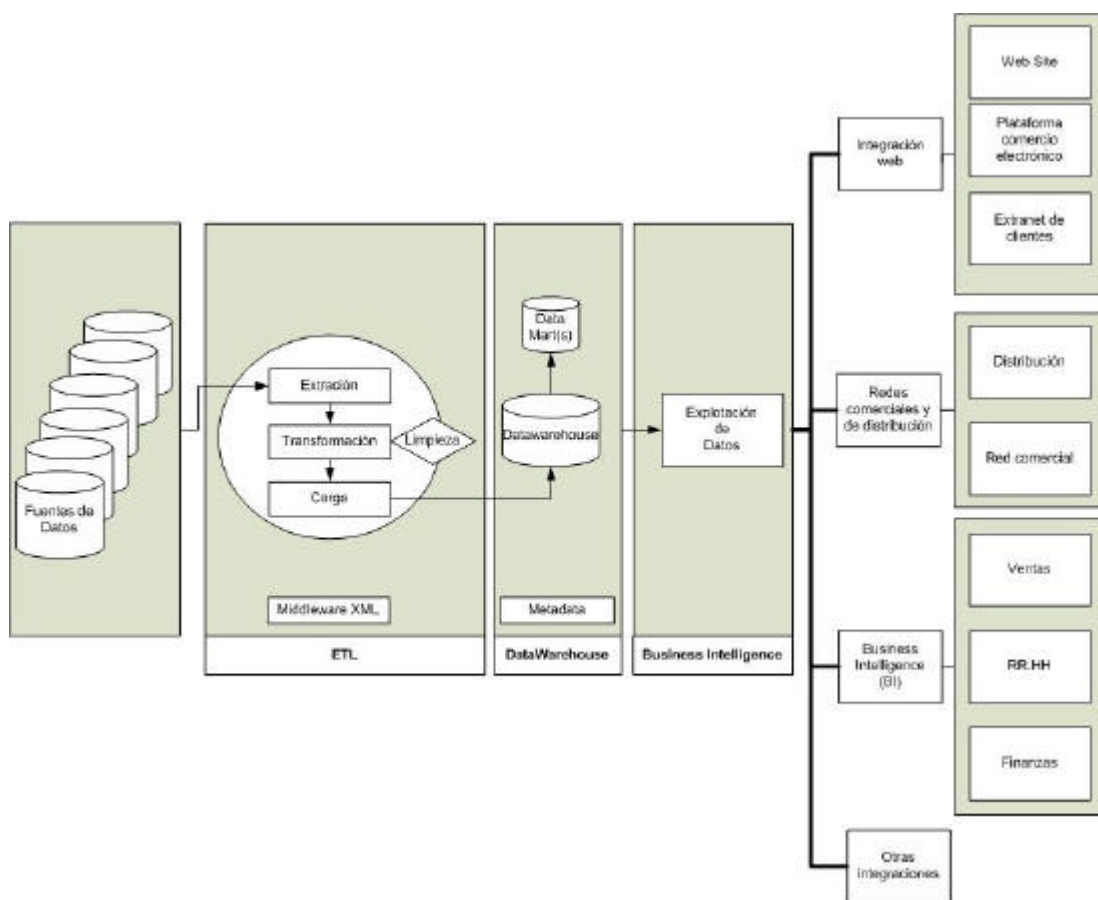 Web Site
Plataforma
comercio
electrónico
Extranet de
clientes
Integración
web
Fuentes de
Datos
Extración
Transformación
Limpieza
Carga
Middleware XML
ETL
Data
Mart(s)
Datawarehouse
Metadata
DataWarehouse
Explotación
de
Datos
Business Intelligence
Redes
comerciales y
de distribución
Distribución
Red comercial
Business
Intelligence
(BI)
Ventas
RR.HH
Finanzas
Otras
integraciones